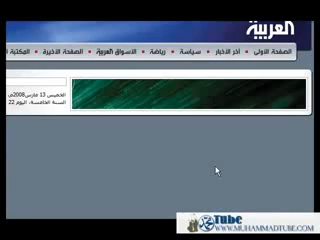 العربية
الصفحة الأولى • آخر الأخبار • سياسة • رياضة • الأسواق العربية • الصفحة الأخيرة • المكتبة
الخميس 13 مارس 2008م
السنة الخامسة، اليوم 22
Tube
WWW.MUHAMMADTUBE.COM